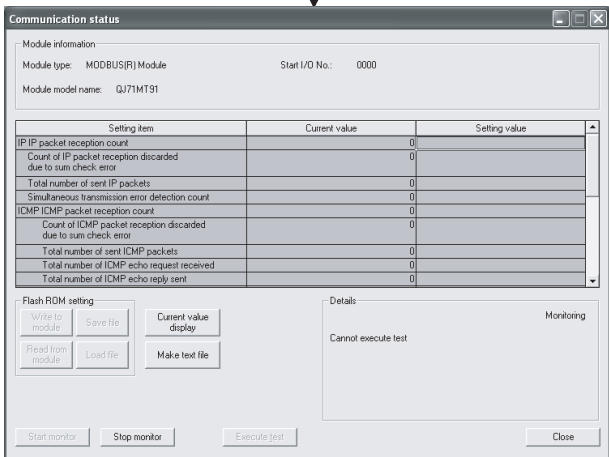 Communication status
Module information
Module type: MODBUS(R) Module Start I/O No.: 0000
Module model name: QJ71MT91
Setting item Current value Setting value
IP IP packet reception count 0
Count of IP packet reception discarded
due to sum check error 0
Total number of sent IP packets 0
Simultaneous transmission error detection count 0
ICMP ICMP packet reception count 0
Count of ICMP packet reception discarded
due to sum check error 0
Total number of sent ICMP packets 0
Total number of ICMP echo request received 0
Total number of ICMP echo reply sent 0
Flash ROM setting
Write to
module
Save file
Current value
display
Read from
module
Load file
Make text file
Details
Monitoring
Cannot execute test
Start monitor Stop monitor Execute test Close